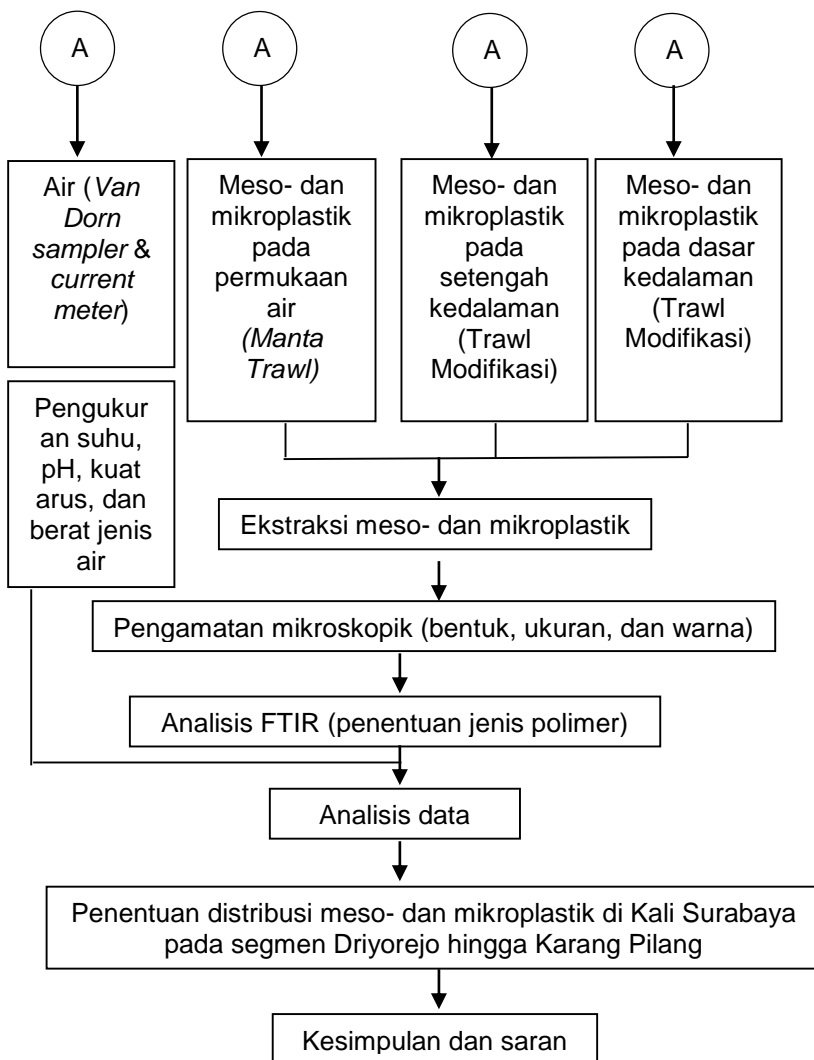 A
A
A
A
Air (Van
Dorn
sampler &
current
meter)
Meso- dan
mikroplastik
pada
permukaan
air
(Manta
Trawl)
Meso- dan
mikroplastik
pada
setengah
kedalaman
(Trawl
Modifikasi)
Meso- dan
mikroplastik
pada dasar
kedalaman
(Trawl
Modifikasi)
Pengukur
an suhu,
pH, kuat
arus, dan
berat jenis
air
Ekstraksi meso- dan mikroplastik
Pengamatan mikroskopik (bentuk, ukuran, dan warna)
Analisis FTIR (penentuan jenis polimer)
Analisis data
Penentuan distribusi meso- dan mikroplastik di Kali Surabaya
pada segmen Driyorejo hingga Karang Pilang
Kesimpulan dan saran